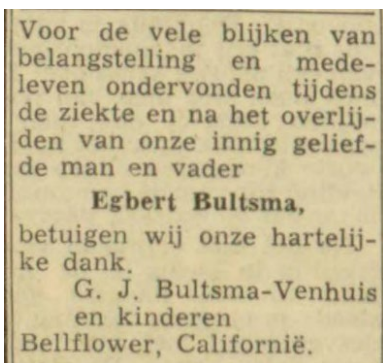 Voor de vele blijken van
belangstelling en mede-
leven ondervonden tijdens
de ziekte en na het overlij-
den van onze innig gelief-
de man en vader
Egbert Bultsma,
betuigen wij onze hartelij-
ke dank.
G. J. Bultsma-Venhuis
en kinderen
Bellflower, Californië.